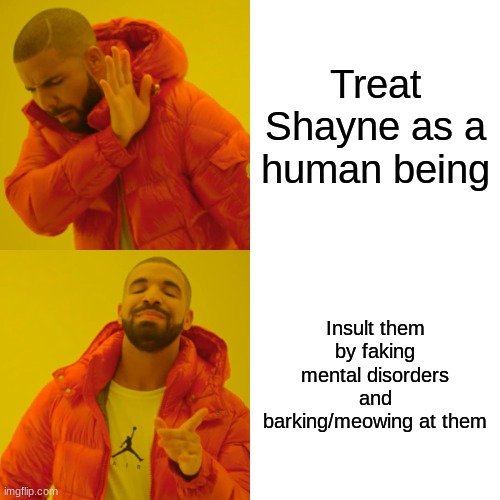 Treat
Shayne as a
human being
Insult them
by faking
mental disorders
and
barking/meowing at them
imgflip.com